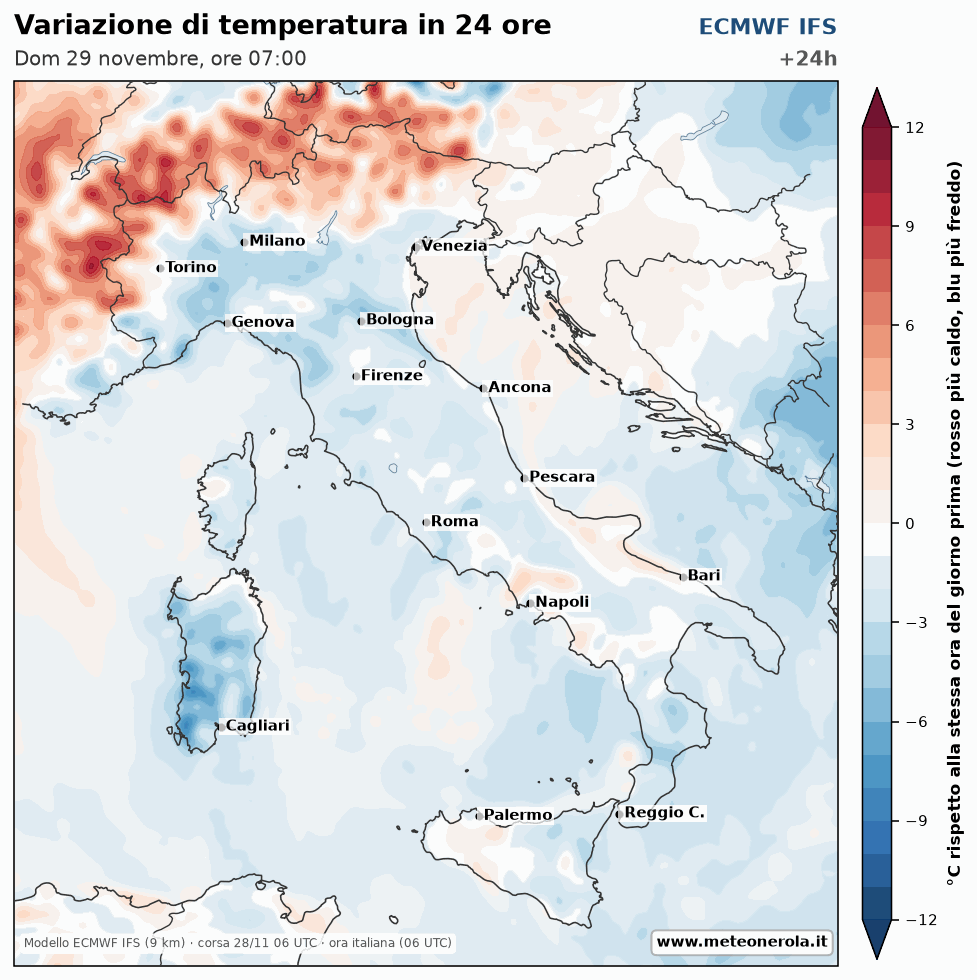 Variazione di temperatura in 24 ore
ECMWF IFS
Dom 29 novembre, ore 07:00
+24h
Milano
Venezia
Torino
Genova
Bologna
Firenze
Ancona
Pescara
Roma
Bari
Napoli
Cagliari
Palermo
Reggio C.
12
9
6
3
0
−3
−6
−9
−12
°C rispetto alla stessa ora del giorno prima (rosso più caldo, blu più freddo)
Modello ECMWF IFS (9 km) · corsa 28/11 06 UTC · ora italiana (06 UTC)
www.meteonerola.it